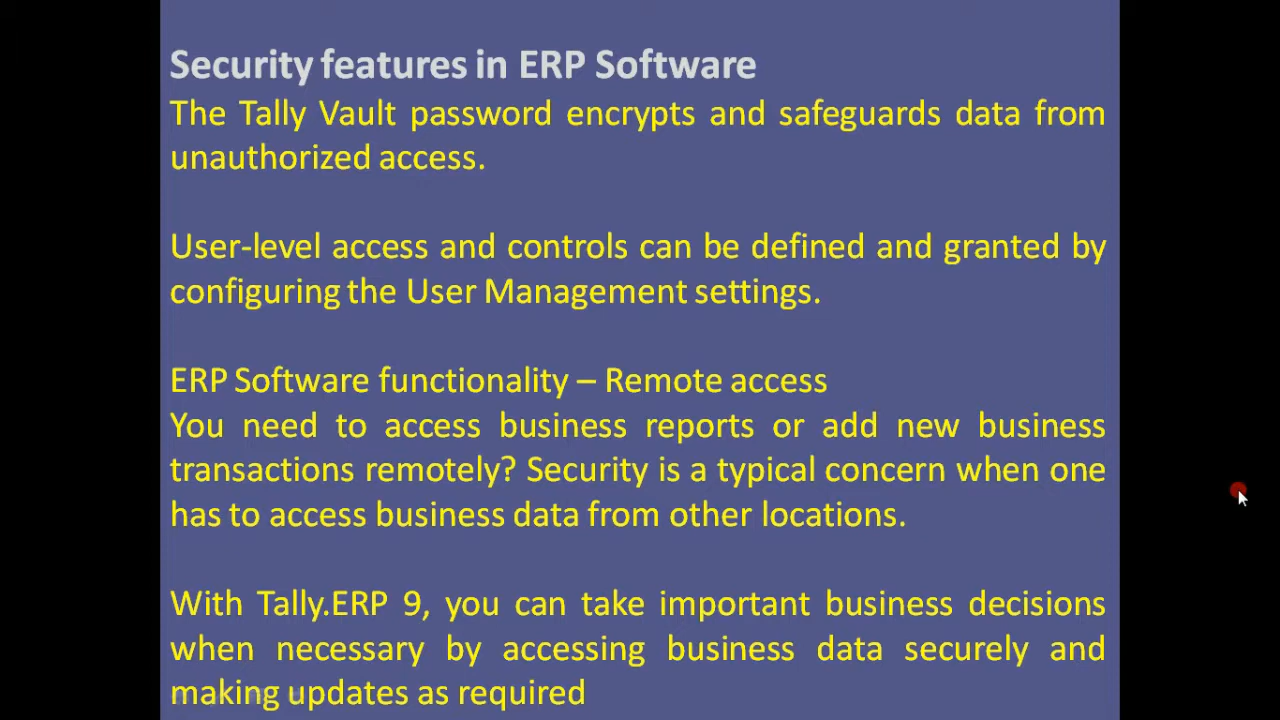 Security features in ERP Software
The Tally Vault password encrypts and safeguards data from
unauthorized access.
User-level access and controls can be defined and granted by
configuring the User Management settings.
ERP Software functionality – Remote access
You need to access business reports or add new business
transactions remotely? Security is a typical concern when one
has to access business data from other locations.
With Tally.ERP 9, you can take important business decisions
when necessary by accessing business data securely and
making updates as required